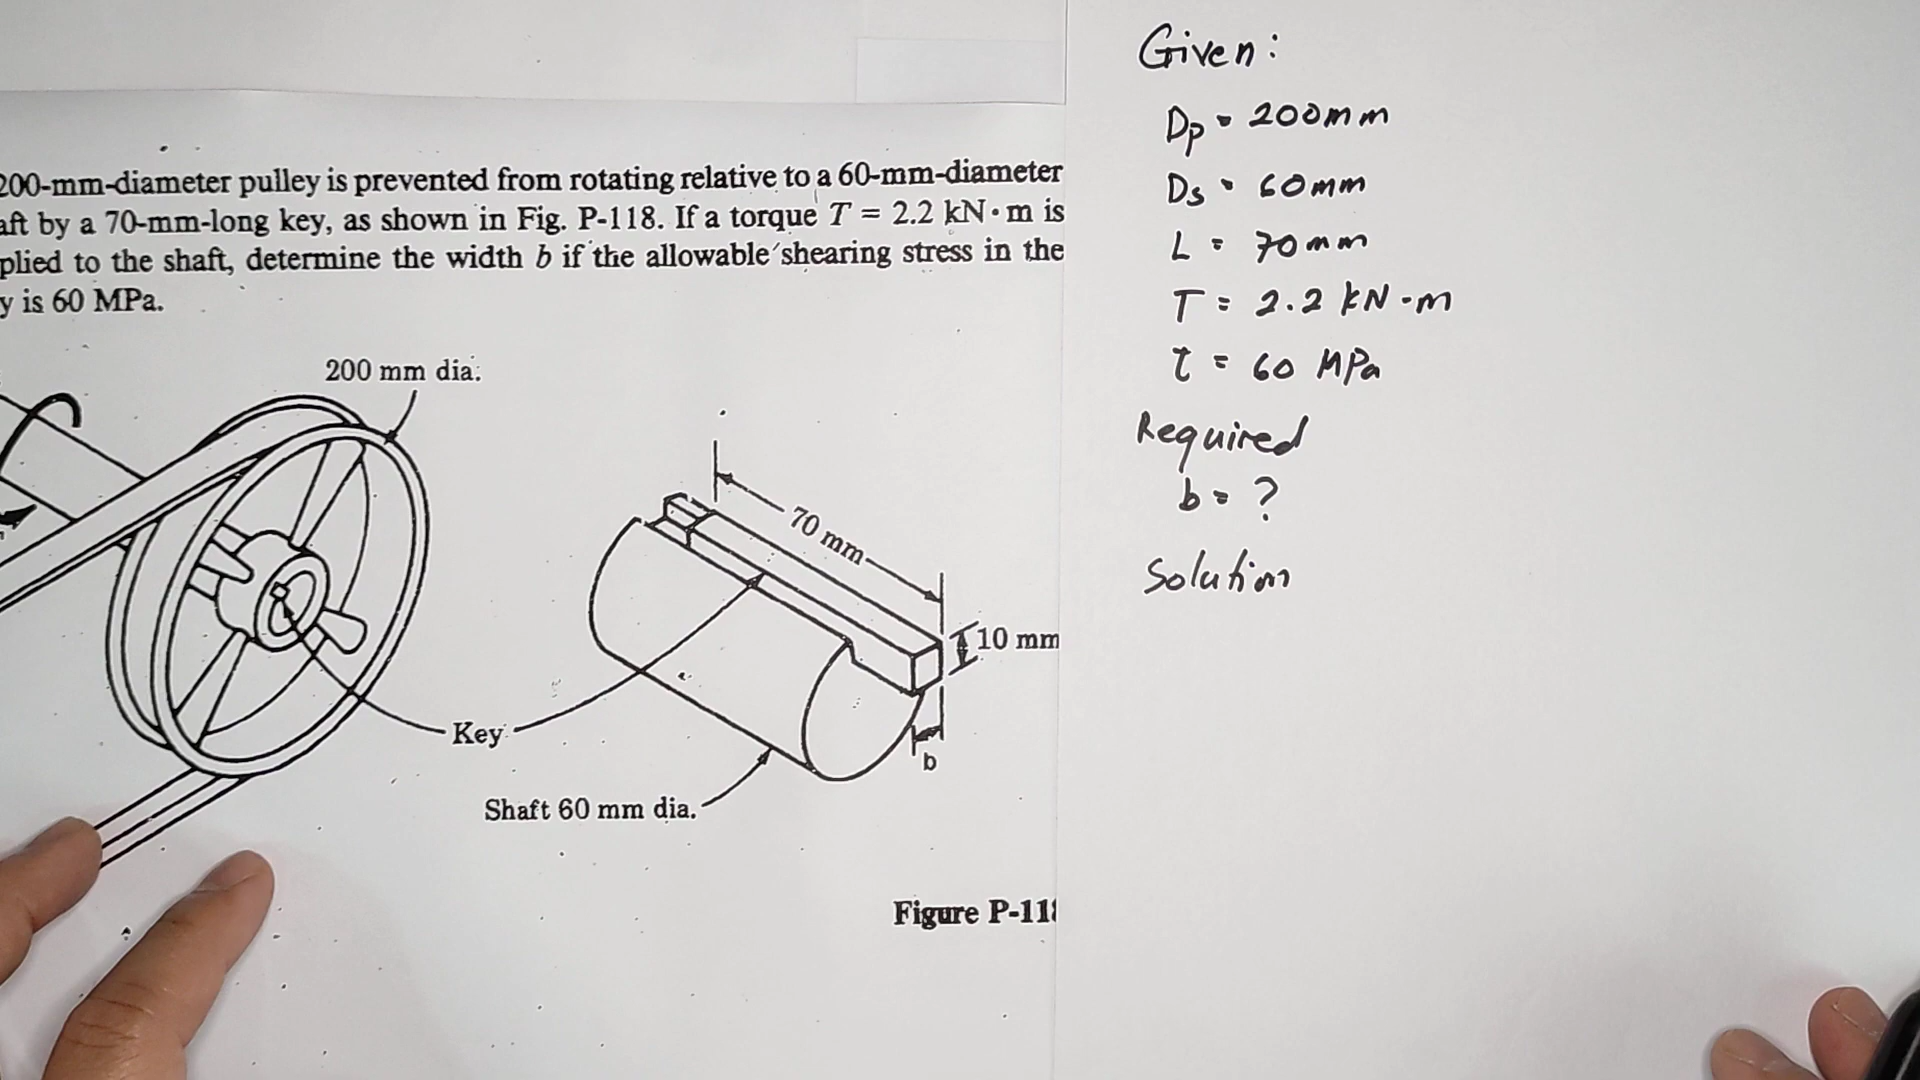 200-mm-diameter pulley is prevented from rotating relative to a 60-mm-diameter
aft by a 70-mm-long key, as shown in Fig. P-118. If a torque T = 2.2 kN·m is
plied to the shaft, determine the width b if the allowable shearing stress in the
y is 60 MPa.
200 mm dia.
70 mm
10 mm
Key
b
Shaft 60 mm dia.
Figure P-118
Given:
Dp = 200mm
Ds = 60mm
L = 70mm
T = 2.2 kN-m
τ = 60 MPa
Required
b = ?
Solution